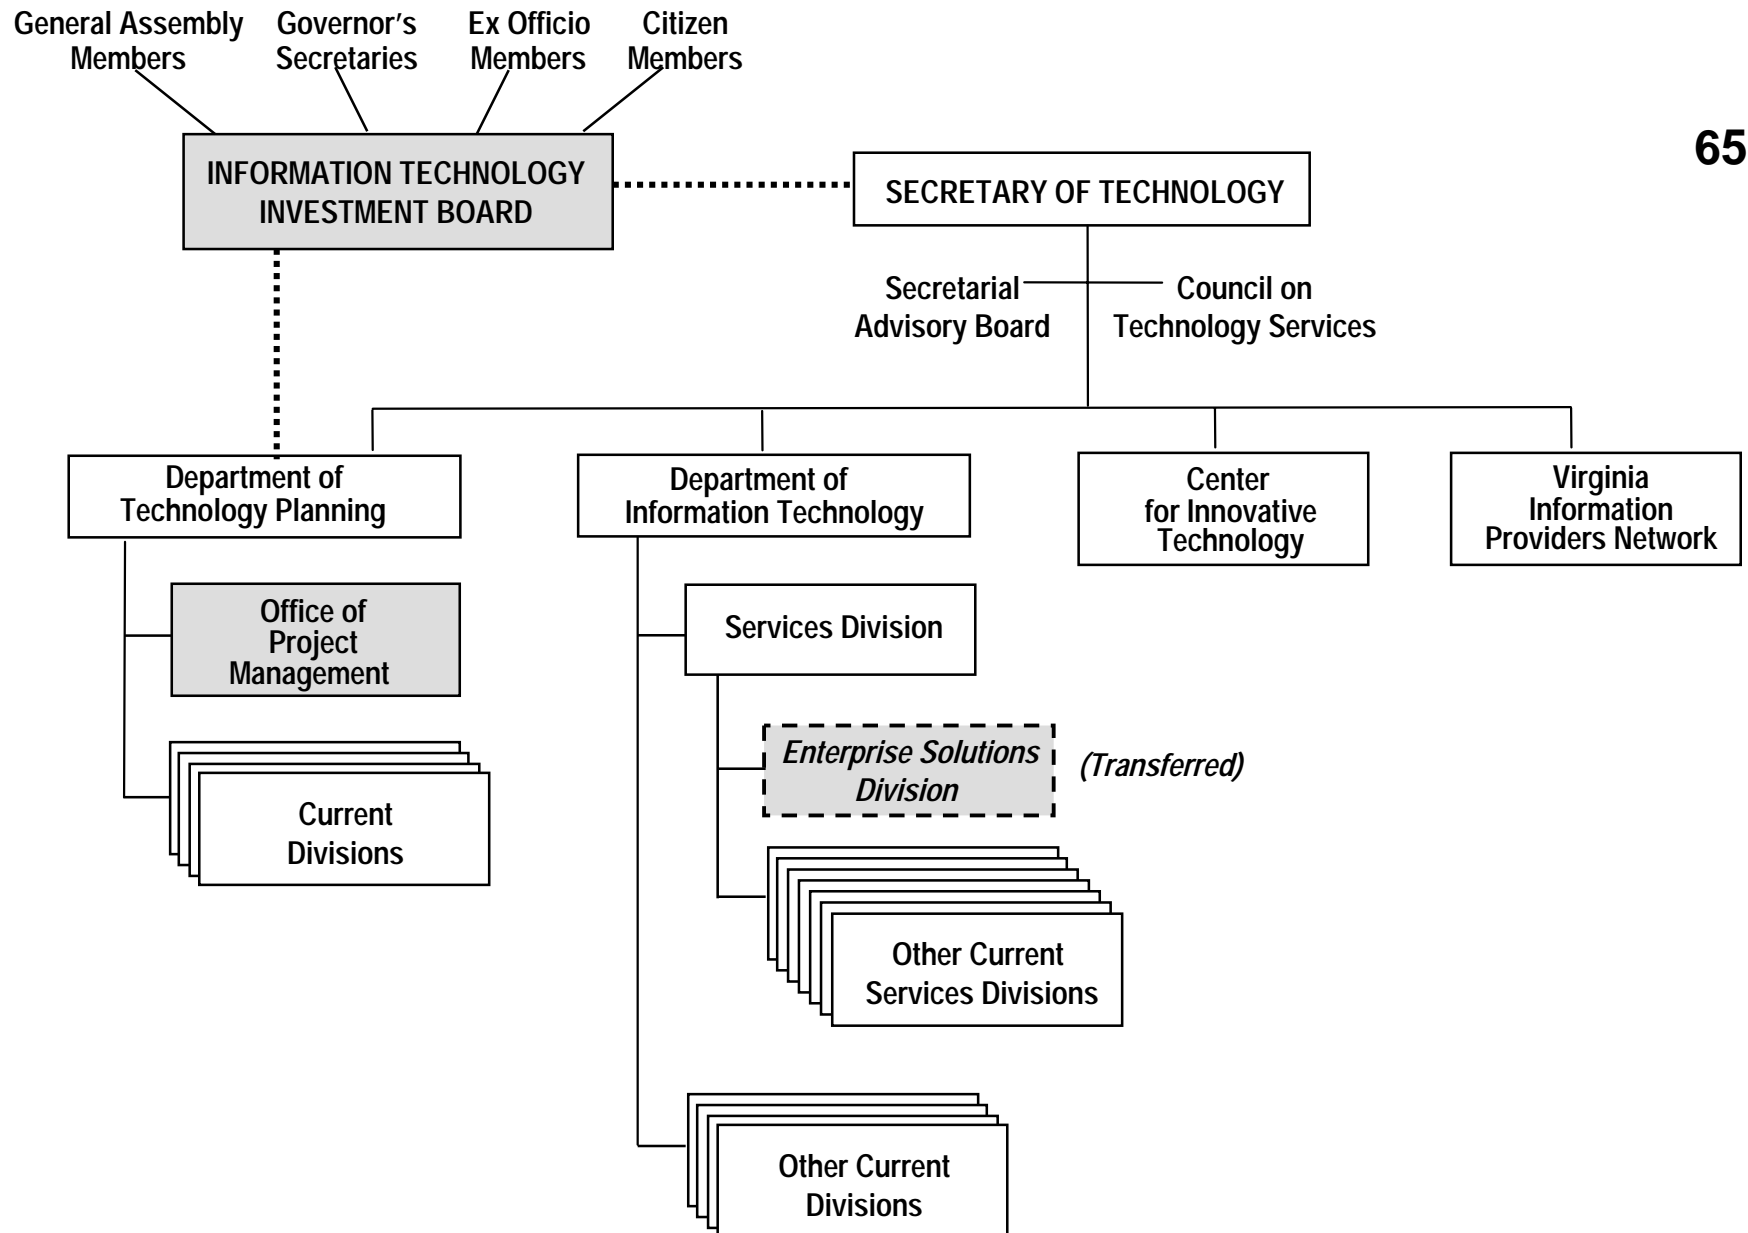 General Assembly
Members
Governor's
Secretaries
Ex Officio
Members
Citizen
Members
65
INFORMATION TECHNOLOGY
INVESTMENT BOARD
SECRETARY OF TECHNOLOGY
Secretarial
Advisory Board
Council on
Technology Services
Department of
Technology Planning
Department of
Information Technology
Center
for Innovative
Technology
Virginia
Information
Providers Network
Office of
Project
Management
Services Division
Enterprise Solutions
Division
(Transferred)
Current
Divisions
Other Current
Services Divisions
Other Current
Divisions